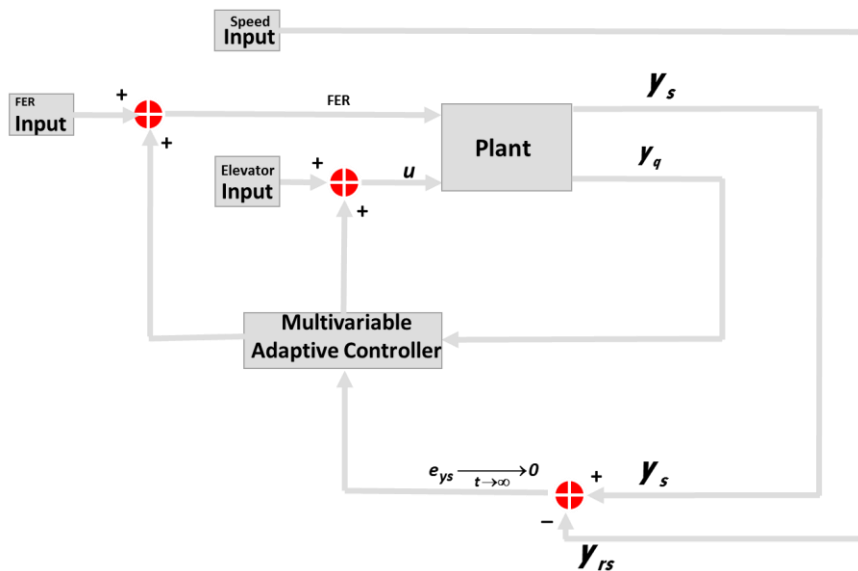 Speed
Input
FER
Input
+
+
FER
Elevator
Input
+
+
u
Plant
y_s
y_q
Multivariable
Adaptive Controller
e_ys ⟶ 0
t→∞
+
y_s
−
y_rs